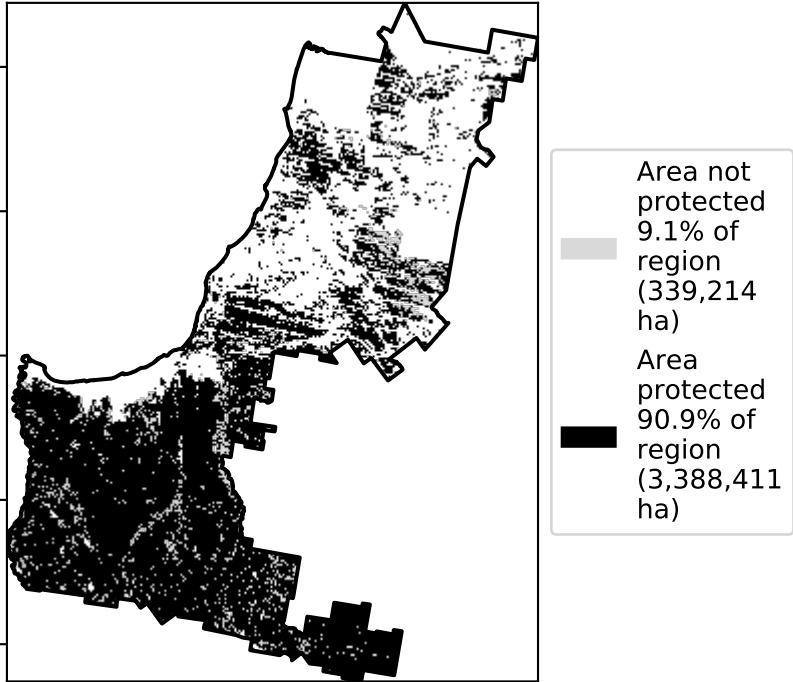 Area not
protected
9.1% of
region
(339,214
ha)
Area
protected
90.9% of
region
(3,388,411
ha)